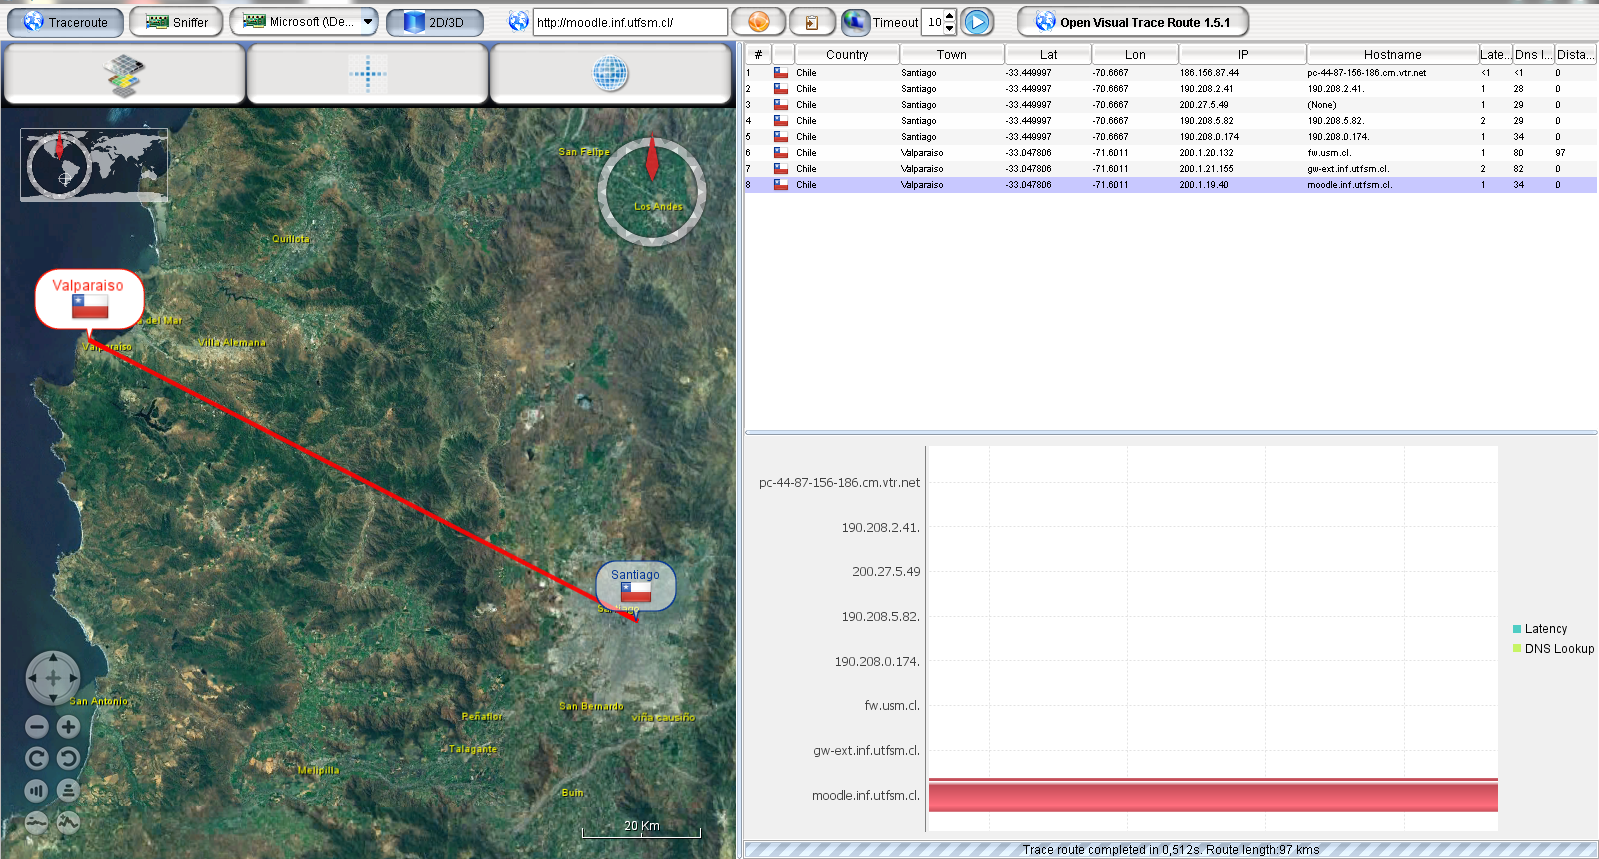 Traceroute Sniffer Microsoft (\De... 2D/3D http://moodle.inf.utfsm.cl/ Timeout 10 Open Visual Trace Route 1.5.1
# Country Town Lat Lon IP Hostname Late... Dns l... Dista...
1 Chile Santiago -33.449997 -70.6667 186.156.87.44 pc-44-87-156-186.cm.vtr.net <1 <1 0
2 Chile Santiago -33.449997 -70.6667 190.208.2.41 190.208.2.41. 1 28 0
3 Chile Santiago -33.449997 -70.6667 200.27.5.49 (None) 1 29 0
4 Chile Santiago -33.449997 -70.6667 190.208.5.82 190.208.5.82. 2 29 0
5 Chile Santiago -33.449997 -70.6667 190.208.0.174 190.208.0.174. 1 34 0
6 Chile Valparaiso -33.047806 -71.6011 200.1.20.132 fw.usm.cl. 1 80 97
7 Chile Valparaiso -33.047806 -71.6011 200.1.21.155 gw-ext.inf.utfsm.cl. 2 82 0
8 Chile Valparaiso -33.047806 -71.6011 200.1.19.40 moodle.inf.utfsm.cl. 1 34 0
San Felipe
Los Andes
Quillota
Valparaiso
del Mar
Valparaiso
Villa Alemana
Santiago
Santiago
San Antonio
San Bernardo
viña causiño
Peñaflor
Talagante
Melipilla
Buin
20 Km
pc-44-87-156-186.cm.vtr.net
190.208.2.41.
200.27.5.49
190.208.5.82.
190.208.0.174.
fw.usm.cl.
gw-ext.inf.utfsm.cl.
moodle.inf.utfsm.cl.
Latency
DNS Lookup
Trace route completed in 0,512s. Route length:97 kms